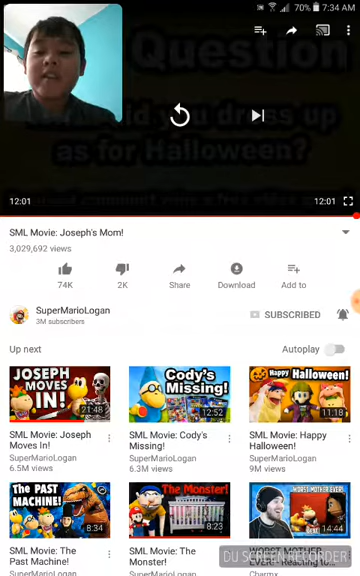 70% 7:34 AM
Question
did you dress up
as for Halloween?
12:01 12:01
SML Movie: Joseph's Mom!
3,029,692 views
74K 2K Share Download Add to
SuperMarioLogan
3M subscribers
SUBSCRIBED
Up next Autoplay
JOSEPH MOVES IN!
21:48
Cody's Missing!
12:52
Happy Halloween!
11:18
SML Movie: Joseph Moves In!
SuperMarioLogan
6.5M views
SML Movie: Cody's Missing!
SuperMarioLogan
6.3M views
SML Movie: Happy Halloween!
SuperMarioLogan
9M views
THE PAST MACHINE!
8:34
The Monster!
8:23
WORST MOTHER EVER!
14:44
SML Movie: The Past Machine!
SuperMarioLogan
SML Movie: The Monster!
SuperMarioLogan
WORST MOTHER EVER! Reacting to
Charmx
DU SCREEN RECORDER